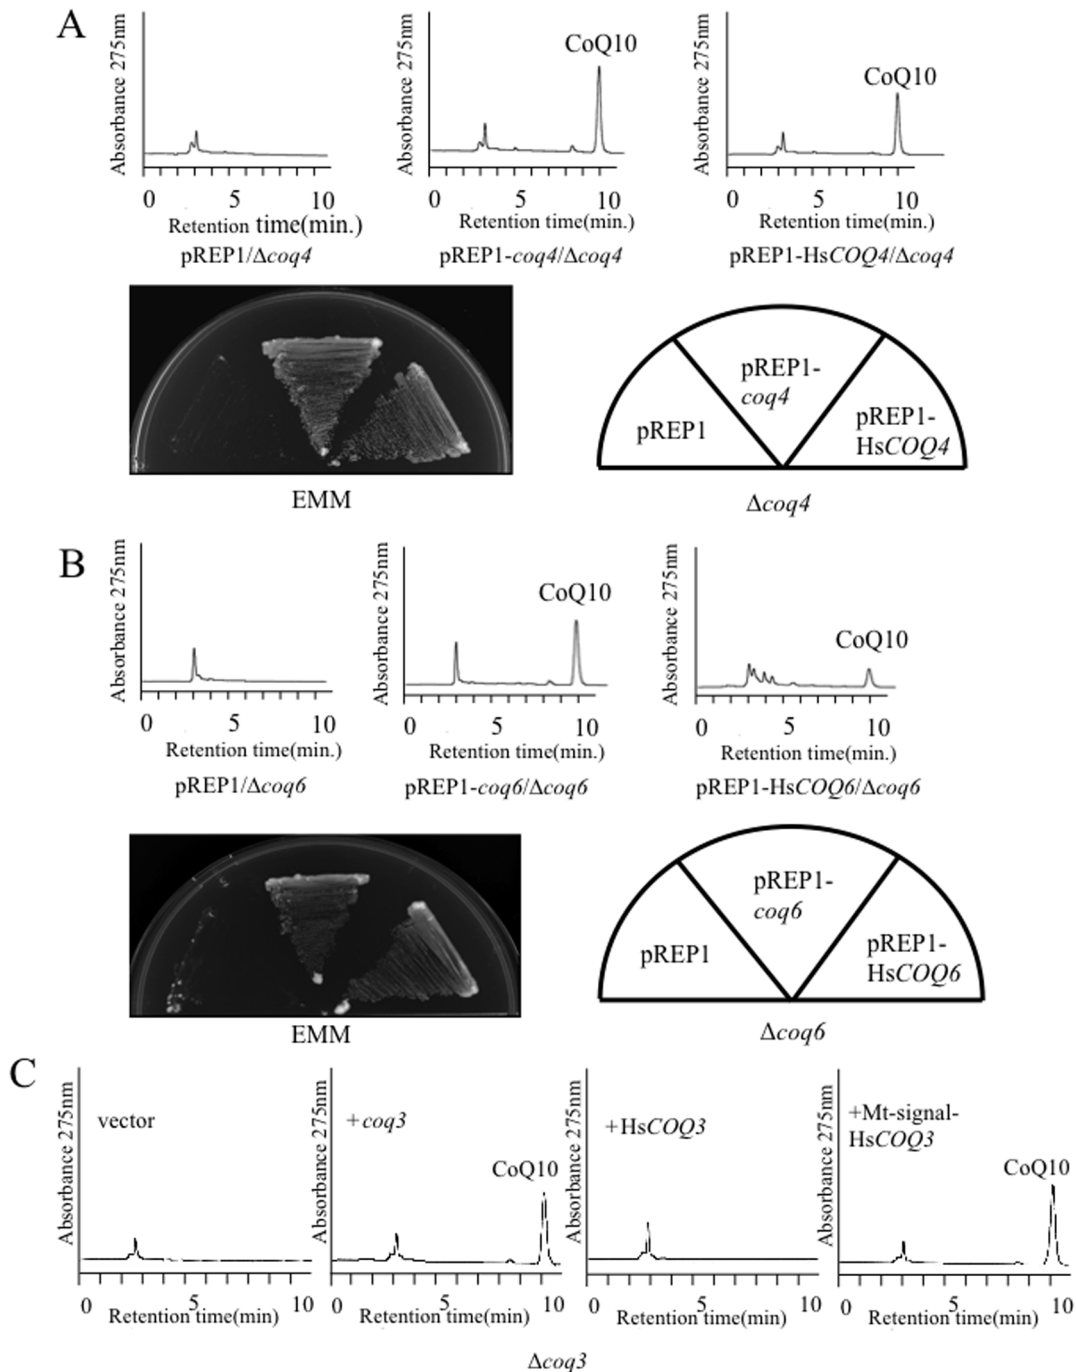 A
Absorbance 275nm
0 5 10
Retention time(min.)
pREP1/Δcoq4
Absorbance 275nm
CoQ10
0 5 10
Retention time(min.)
pREP1-coq4/Δcoq4
Absorbance 275nm
CoQ10
0 5 10
Retention time(min.)
pREP1-HsCOQ4/Δcoq4
EMM
pREP1
pREP1-
coq4
pREP1-
HsCOQ4
Δcoq4
B
Absorbance 275nm
0 5 10
Retention time(min.)
pREP1/Δcoq6
Absorbance 275nm
CoQ10
0 5 10
Retention time(min.)
pREP1-coq6/Δcoq6
Absorbance 275nm
CoQ10
0 5 10
Retention time(min.)
pREP1-HsCOQ6/Δcoq6
EMM
pREP1
pREP1-
coq6
pREP1-
HsCOQ6
Δcoq6
C
Absorbance 275nm
vector
0 5 10
Retention time(min)
Absorbance 275nm
+coq3
CoQ10
0 5 10
Retention time(min)
Absorbance 275nm
+HsCOQ3
0 5 10
Retention time(min)
Absorbance 275nm
+Mt-signal-
HsCOQ3
CoQ10
0 5 10
Retention time(min)
Δcoq3